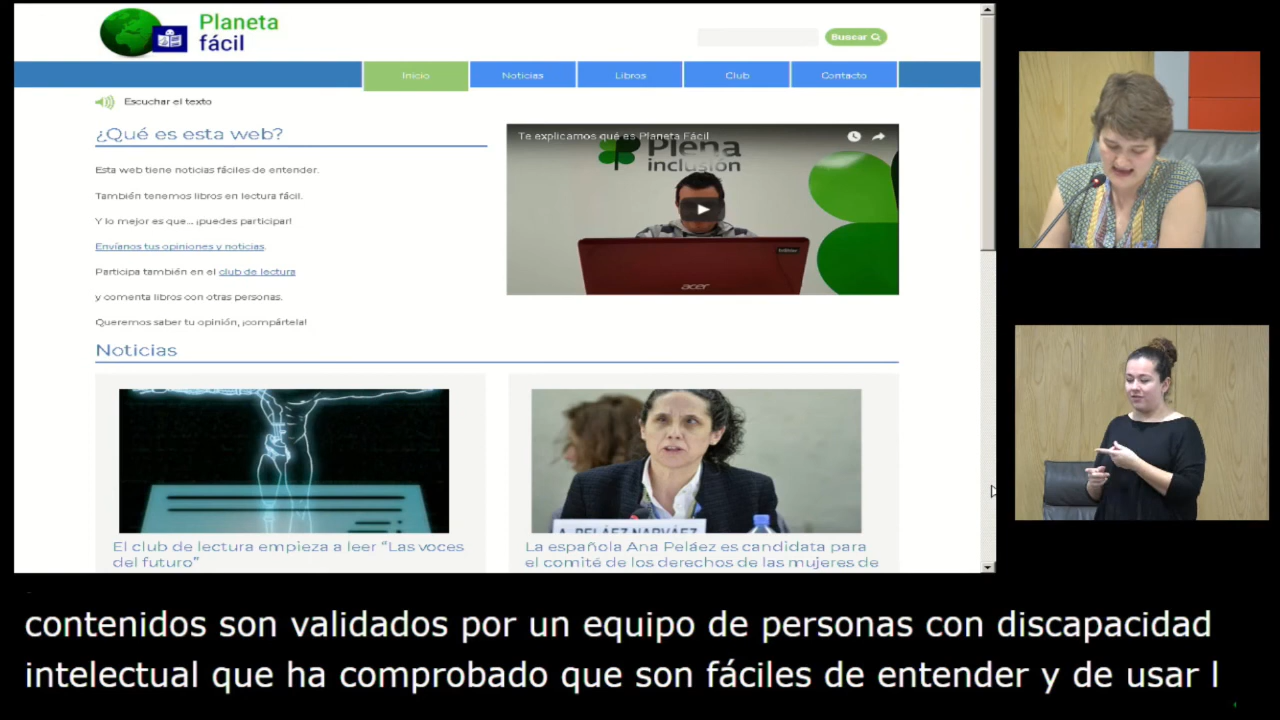 Planeta
fácil
Buscar
Inicio
Noticias
Libros
Club
Contacto
Escuchar el texto
¿Qué es esta web?
Esta web tiene noticias fáciles de entender.
También tenemos libros en lectura fácil.
Y lo mejor es que... ¡puedes participar!
Envíanos tus opiniones y noticias.
Participa también en el club de lectura
y comenta libros con otras personas.
Queremos saber tu opinión, ¡compártela!
Te explicamos qué es Planeta Fácil
Plena
inclusión
acer
Noticias
A. PELÁEZ NARVÁEZ
El club de lectura empieza a leer “Las voces
del futuro”
La española Ana Peláez es candidata para
el comité de los derechos de las mujeres de
contenidos son validados por un equipo de personas con discapacidad
intelectual que ha comprobado que son fáciles de entender y de usar l